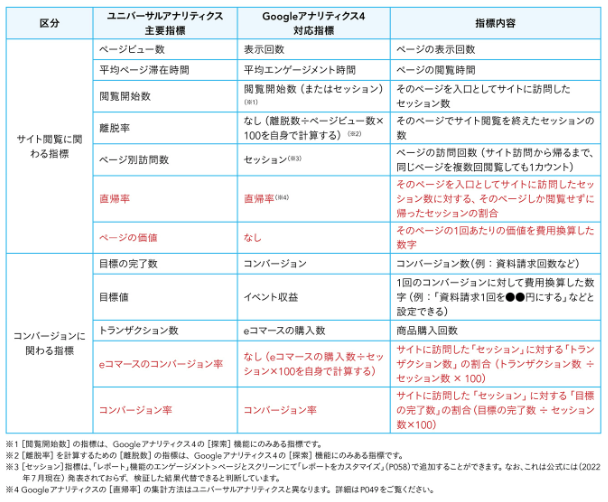 区分
ユニバーサルアナリティクス
主要指標
Googleアナリティクス4
対応指標
指標内容
サイト閲覧に関
わる指標
ページビュー数
表示回数
ページの表示回数
平均ページ滞在時間
平均エンゲージメント時間
ページの閲覧時間
閲覧開始数
閲覧開始数（またはセッション）
（※1）
そのページを入口としてサイトに訪問した
セッション数
離脱率
なし（離脱数÷ページビュー数×
100を自身で計算する）（※2）
そのページでサイト閲覧を終えたセッションの
数
ページ別訪問数
セッション（※3）
ページの訪問回数（サイト訪問から帰るまで、
同じページを複数回閲覧しても1カウント）
直帰率
直帰率（※4）
そのページを入口としてサイトに訪問したセッ
ション数に対する、そのページしか閲覧せずに
帰ったセッションの割合
ページの価値
なし
そのページの1回あたりの価値を費用換算した
数字
コンバージョンに
関わる指標
目標の完了数
コンバージョン
コンバージョン数（例：資料請求回数など）
目標値
イベント収益
1回のコンバージョンに対して費用換算した数
字（例：「資料請求1回を●●円にする」などと
設定できる）
トランザクション数
eコマースの購入数
商品購入回数
eコマースのコンバージョン率
なし（eコマースの購入数÷セッ
ション×100を自身で計算する）
サイトに訪問した「セッション」に対する「トラ
ンザクション数」の割合（トランザクション数 ÷
セッション数 × 100）
コンバージョン率
コンバージョン率
サイトに訪問した「セッション」に対する「目標
の完了数」の割合（目標の完了数 ÷ セッション
数×100）
※1［閲覧開始数］の指標は、Googleアナリティクス4の［探索］機能にのみある指標です。
※2［離脱率］を計算するための［離脱数］の指標は、Googleアナリティクス4の［探索］機能にのみある指標です。
※3［セッション］指標は、「レポート」機能のエンゲージメント＞ページとスクリーンにて「レポートをカスタマイズ」（P058）で追加することができます。なお、これは公式には（2022
年7月現在）発表されておらず、検証した結果代替できると判断しています。
※4 Googleアナリティクスの［直帰率］の集計方法はユニバーサルアナリティクスと異なります。 詳細はP049をご覧ください。